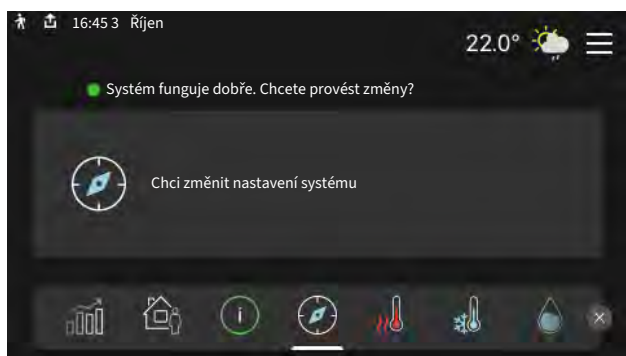 16:45 3 Říjen
22.0°
Systém funguje dobře. Chcete provést změny?
Chci změnit nastavení systému
i